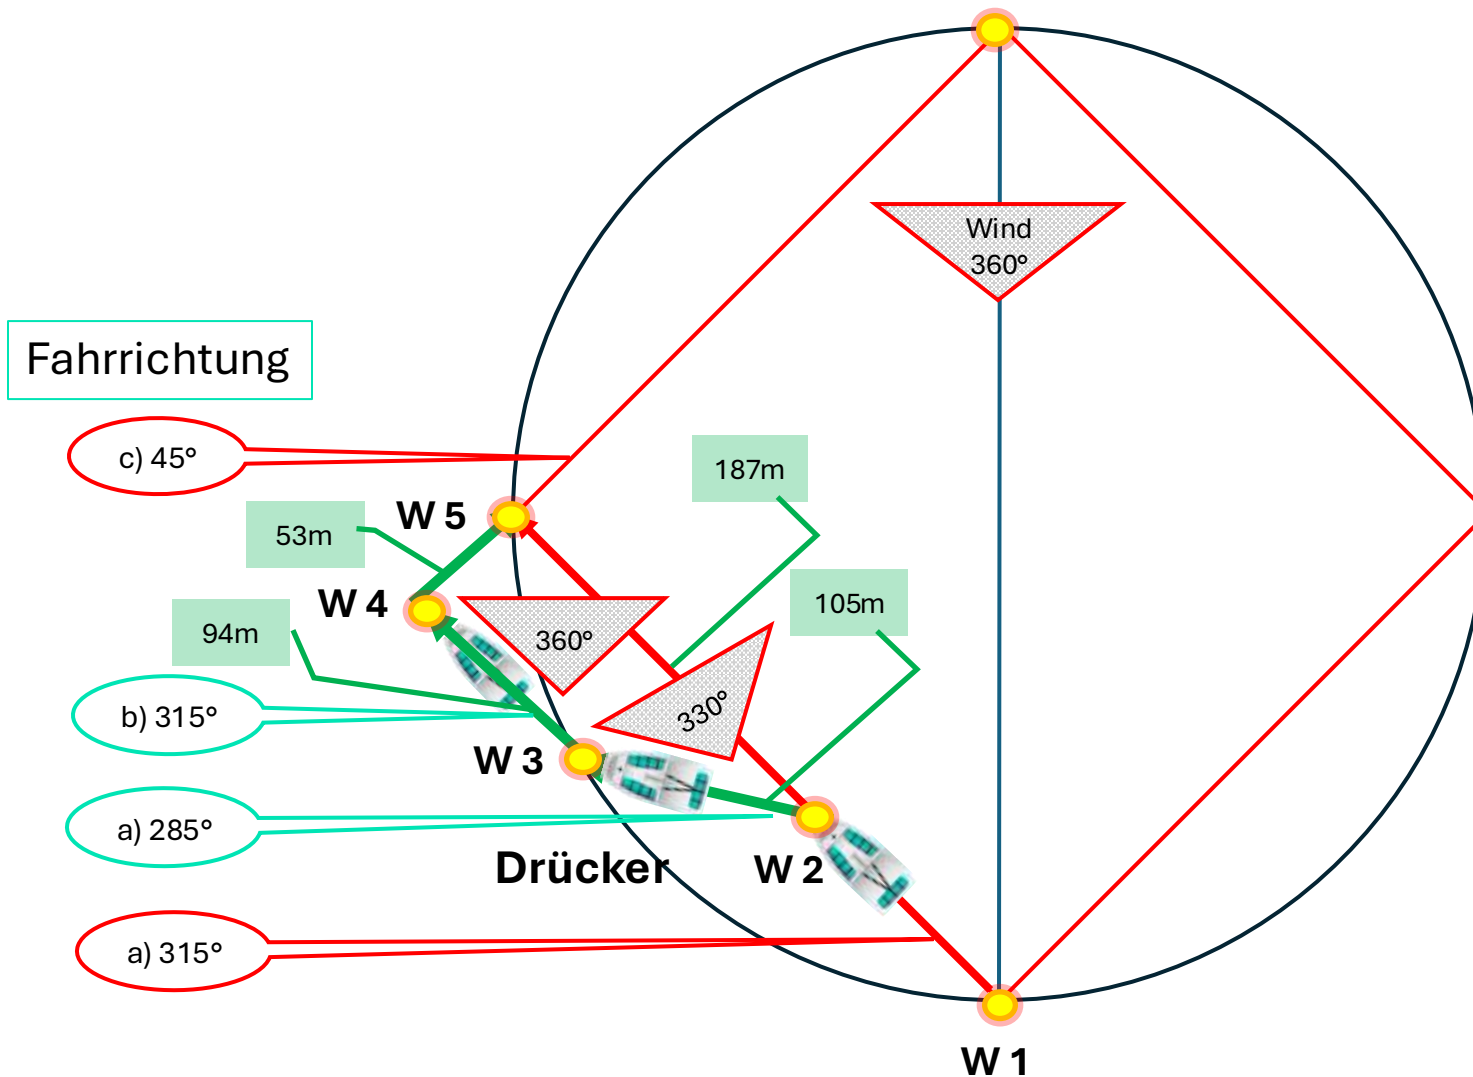 Wind
360°
Fahrrichtung
c) 45°
187m
W 5
53m
W 4
105m
94m
360°
330°
b) 315°
W 3
a) 285°
Drücker
W 2
a) 315°
W 1